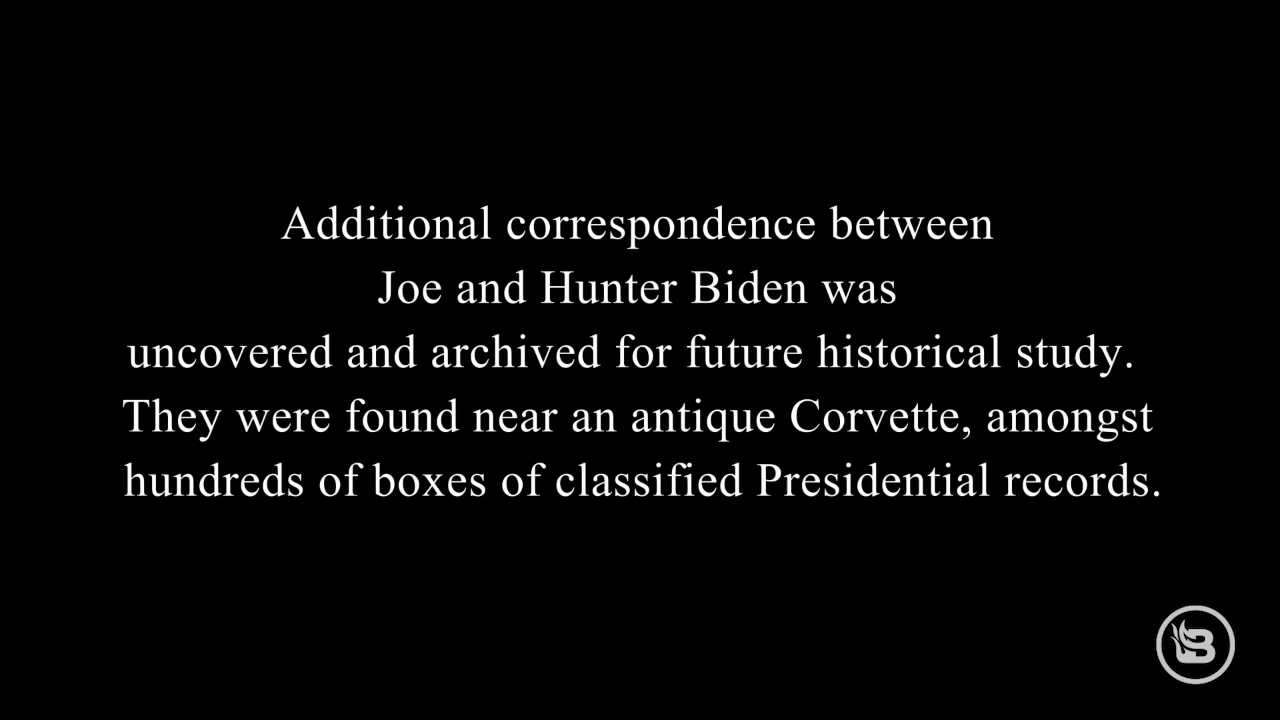 Additional correspondence between
Joe and Hunter Biden was
uncovered and archived for future historical study.
They were found near an antique Corvette, amongst
hundreds of boxes of classified Presidential records.
B